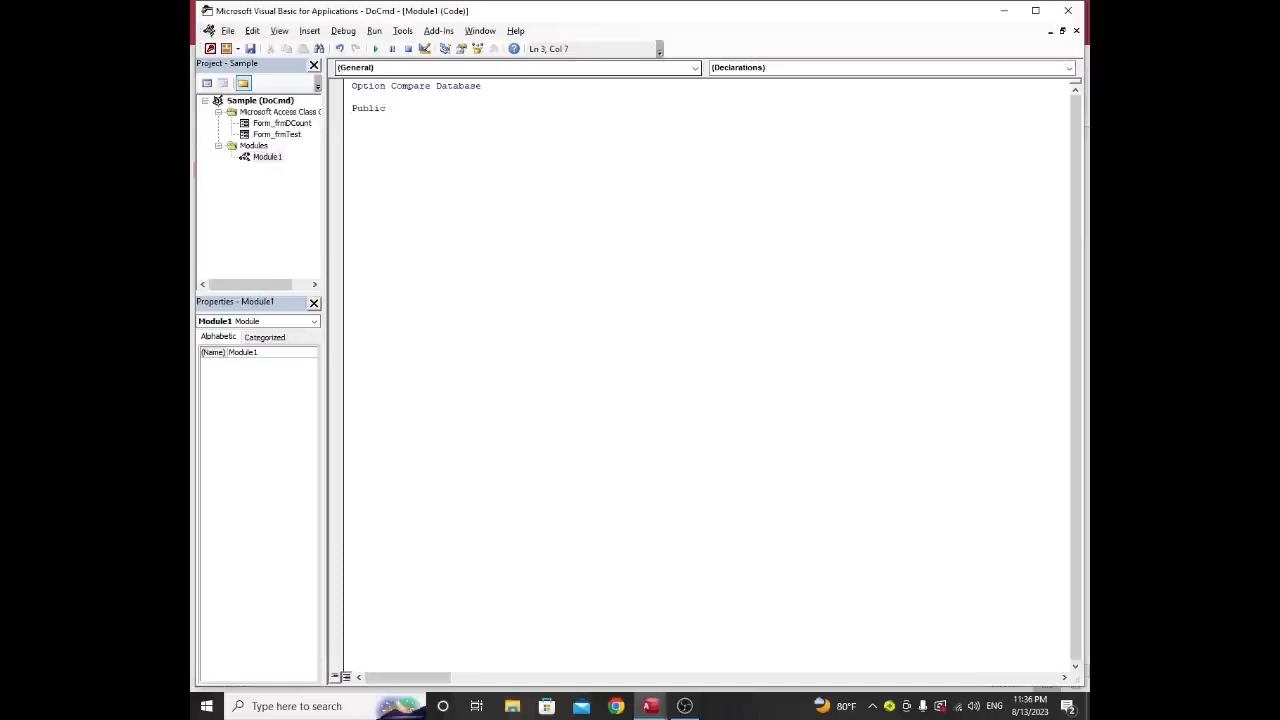 Microsoft Visual Basic for Applications - DoCmd - [Module1 (Code)]
File Edit View Insert Format Debug Run Tools Add-Ins Window Help
Ln 3, Col 7
Project - Sample
(General)
(Declarations)
Option Compare Database
Public
Sample (DoCmd)
Microsoft Access Class O
Form_frmDCount
Form_frmTest
Modules
Module1
Properties - Module1
Module1 Module
Alphabetic Categorized
(Name) Module1
Type here to search
80°F
ENG
11:36 PM
8/13/2023
2